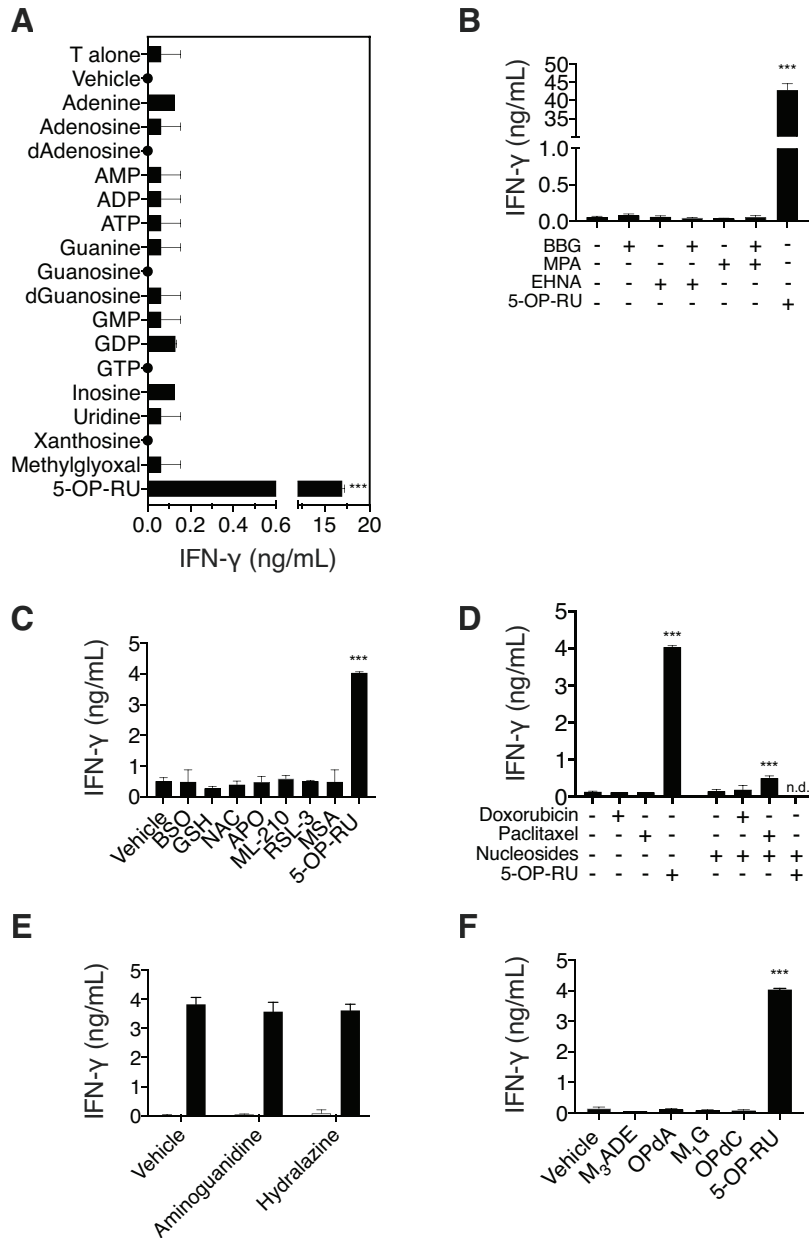 A
T alone
Vehicle
Adenine
Adenosine
dAdenosine
AMP
ADP
ATP
Guanine
Guanosine
dGuanosine
GMP
GDP
GTP
Inosine
Uridine
Xanthosine
Methylglyoxal
5-OP-RU
***
0.0 0.2 0.4 0.6 15 20
IFN-γ (ng/mL)
B
IFN-γ (ng/mL)
50
45
40
35
1.0
0.5
0.0
***
BBG - + - + - + -
MPA - - - - + + -
EHNA - - + + - - -
5-OP-RU - - - - - - +
C
IFN-γ (ng/mL)
5
4
3
2
1
0
***
Vehicle
BSO
GSH
NAC
APO
ML-210
RSL-3
MSA
5-OP-RU
D
IFN-γ (ng/mL)
5
4
3
2
1
0
***
***
n.d.
Doxorubicin - + - - - + - -
Paclitaxel - - + - - - + -
Nucleosides - - - - + + + +
5-OP-RU - - - + - - - +
E
IFN-γ (ng/mL)
5
4
3
2
1
0
Vehicle
Aminoguanidine
Hydralazine
F
IFN-γ (ng/mL)
5
4
3
2
1
0
***
Vehicle
M₃ADE
OPdA
M₁G
OPdC
5-OP-RU